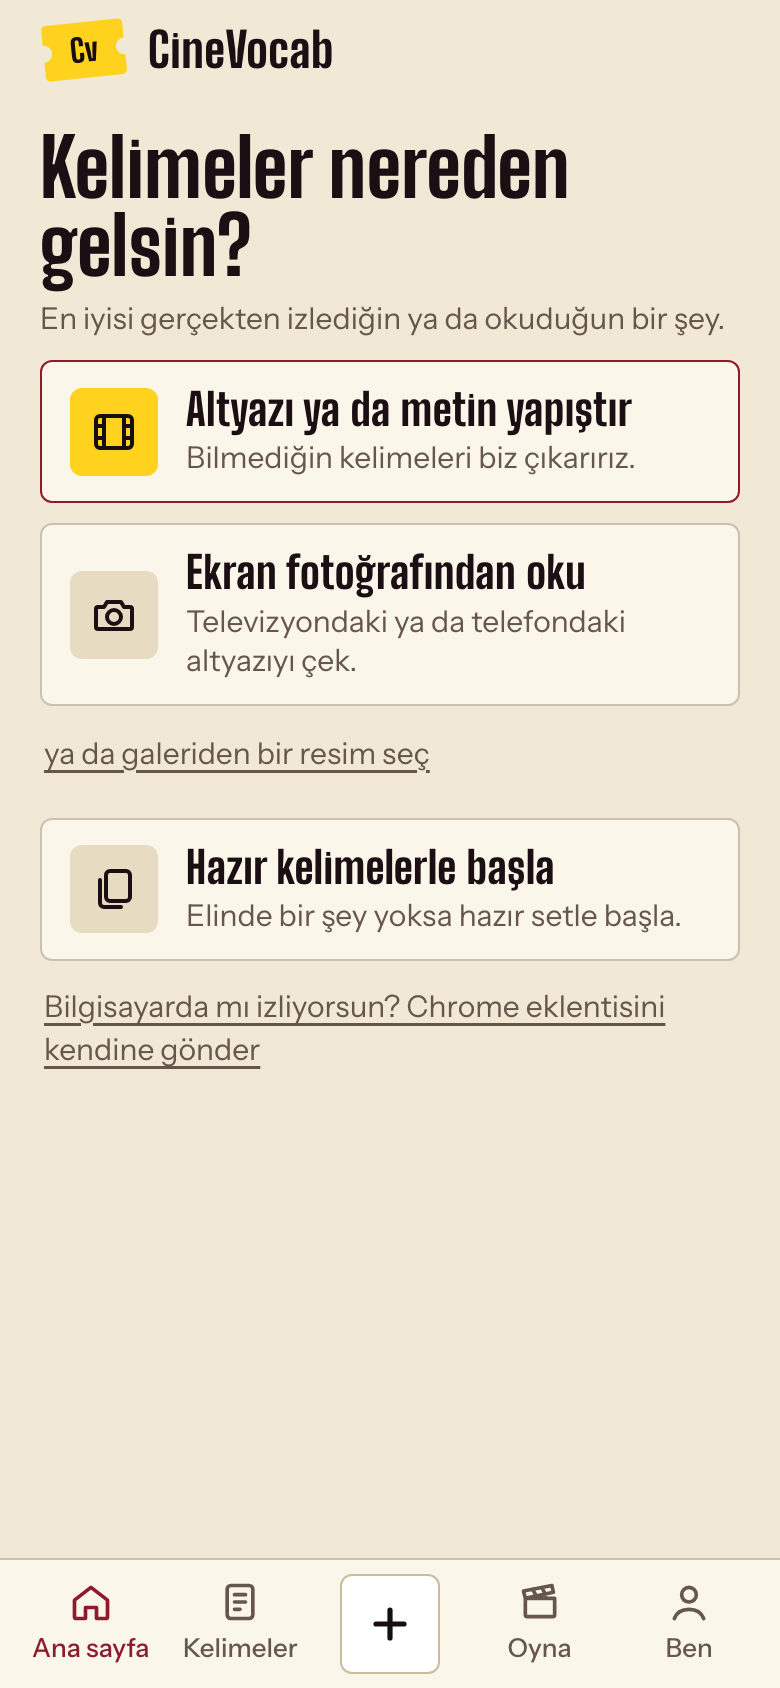 Cv
CineVocab
Kelimeler nereden
gelsin?
En iyisi gerçekten izlediğin ya da okuduğun bir şey.
Altyazı ya da metin yapıştır
Bilmediğin kelimeleri biz çıkarırız.
Ekran fotoğrafından oku
Televizyondaki ya da telefondaki
altyazıyı çek.
ya da galeriden bir resim seç
Hazır kelimelerle başla
Elinde bir şey yoksa hazır setle başla.
Bilgisayarda mı izliyorsun? Chrome eklentisini
kendine gönder
Ana sayfa
Kelimeler
Oyna
Ben